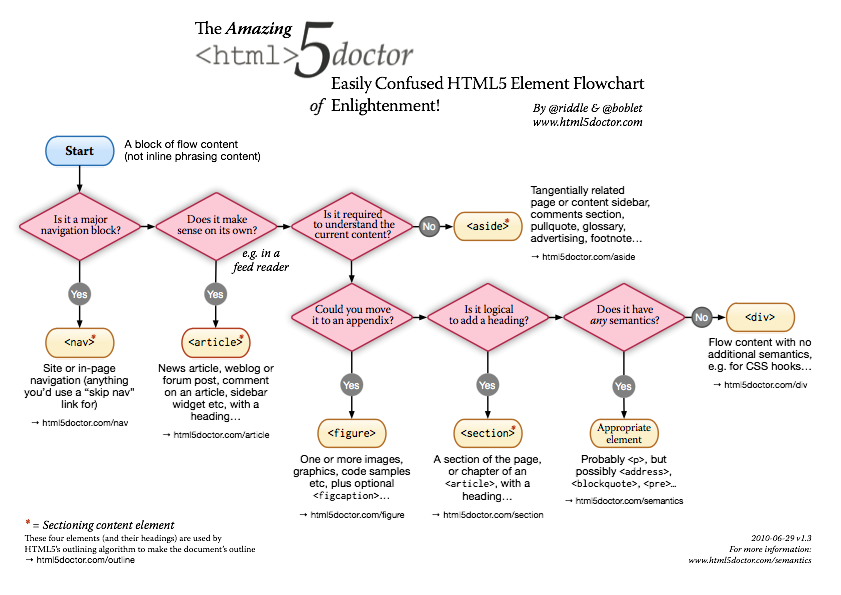 The Amazing
<html>5doctor
Easily Confused HTML5 Element Flowchart
of Enlightenment!
By @riddle & @boblet
www.html5doctor.com
Start
A block of flow content
(not inline phrasing content)
Is it a major
navigation block?
Does it make
sense on its own?
e.g. in a
feed reader
Is it required
to understand the
current content?
No
<aside>*
Tangentially related
page or content sidebar,
comments section,
pullquote, glossary,
advertising, footnote...
→ html5doctor.com/aside
Yes
<nav>*
Site or in-page
navigation (anything
you'd use a “skip nav”
link for)
→ html5doctor.com/nav
Yes
<article>*
News article, weblog or
forum post, comment
on an article, sidebar
widget etc, with a
heading...
→ html5doctor.com/article
Could you move
it to an appendix?
Is it logical
to add a heading?
Does it have
any semantics?
No
<div>
Flow content with no
additional semantics,
e.g. for CSS hooks...
→ html5doctor.com/div
Yes
<figure>
One or more images,
graphics, code samples
etc, plus optional
<figcaption>...
→ html5doctor.com/figure
Yes
<section>*
A section of the page,
or chapter of an
<article>, with a
heading...
→ html5doctor.com/section
Yes
Appropriate
element
Probably <p>, but
possibly <address>,
<blockquote>, <pre>...
→ html5doctor.com/semantics
* = Sectioning content element
These four elements (and their headings) are used by
HTML5's outlining algorithm to make the document's outline
→ html5doctor.com/outline
2010-06-29 v1.3
For more information:
www.html5doctor.com/semantics